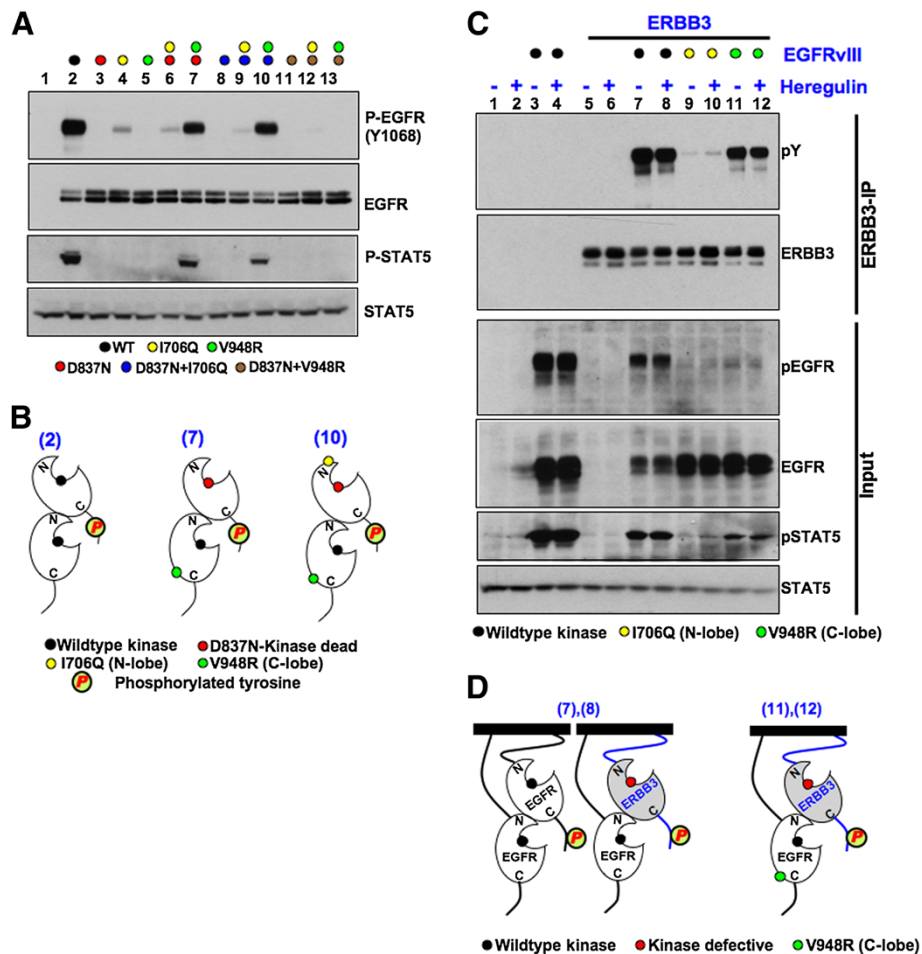 A
1 2 3 4 5 6 7 8 9 10 11 12 13
P-EGFR
(Y1068)
EGFR
P-STAT5
STAT5
WT I706Q V948R
D837N D837N+I706Q D837N+V948R
B
(2) (7) (10)
N N N
C C C
P P P
N N N
C C C
Wildtype kinase D837N-Kinase dead
I706Q (N-lobe) V948R (C-lobe)
P Phosphorylated tyrosine
C
ERBB3
EGFRvIII
- + - + - + - + - + - + Heregulin
1 2 3 4 5 6 7 8 9 10 11 12
pY
ERBB3
ERBB3-IP
pEGFR
EGFR
pSTAT5
STAT5
Input
Wildtype kinase I706Q (N-lobe) V948R (C-lobe)
D
(7),(8) (11),(12)
N N N
EGFR ERBB3 ERBB3
C C C
N N N
P P P
EGFR EGFR EGFR
C C C
Wildtype kinase Kinase defective V948R (C-lobe)